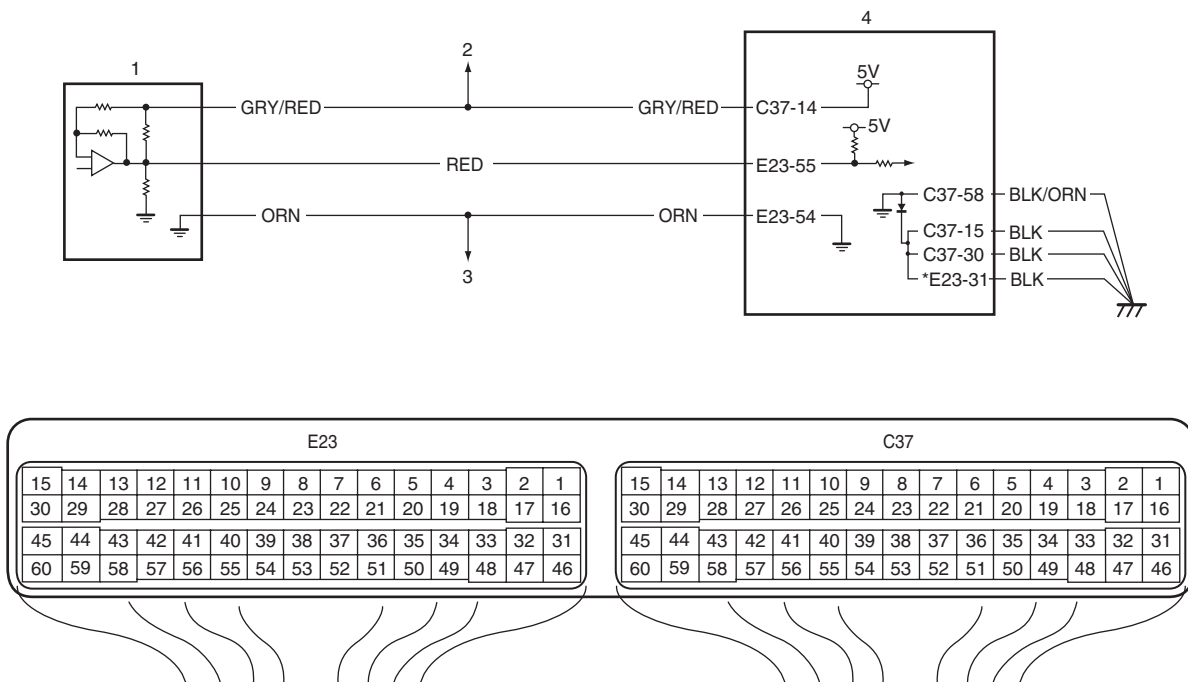 4
2
1
5V
GRY/RED GRY/RED C37-14
5V
RED E23-55
C37-58 BLK/ORN
ORN ORN E23-54
C37-15 BLK
C37-30 BLK
3
*E23-31 BLK
E23 C37
15 14 13 12 11 10 9 8 7 6 5 4 3 2 1 15 14 13 12 11 10 9 8 7 6 5 4 3 2 1
30 29 28 27 26 25 24 23 22 21 20 19 18 17 16 30 29 28 27 26 25 24 23 22 21 20 19 18 17 16
45 44 43 42 41 40 39 38 37 36 35 34 33 32 31 45 44 43 42 41 40 39 38 37 36 35 34 33 32 31
60 59 58 57 56 55 54 53 52 51 50 49 48 47 46 60 59 58 57 56 55 54 53 52 51 50 49 48 47 46